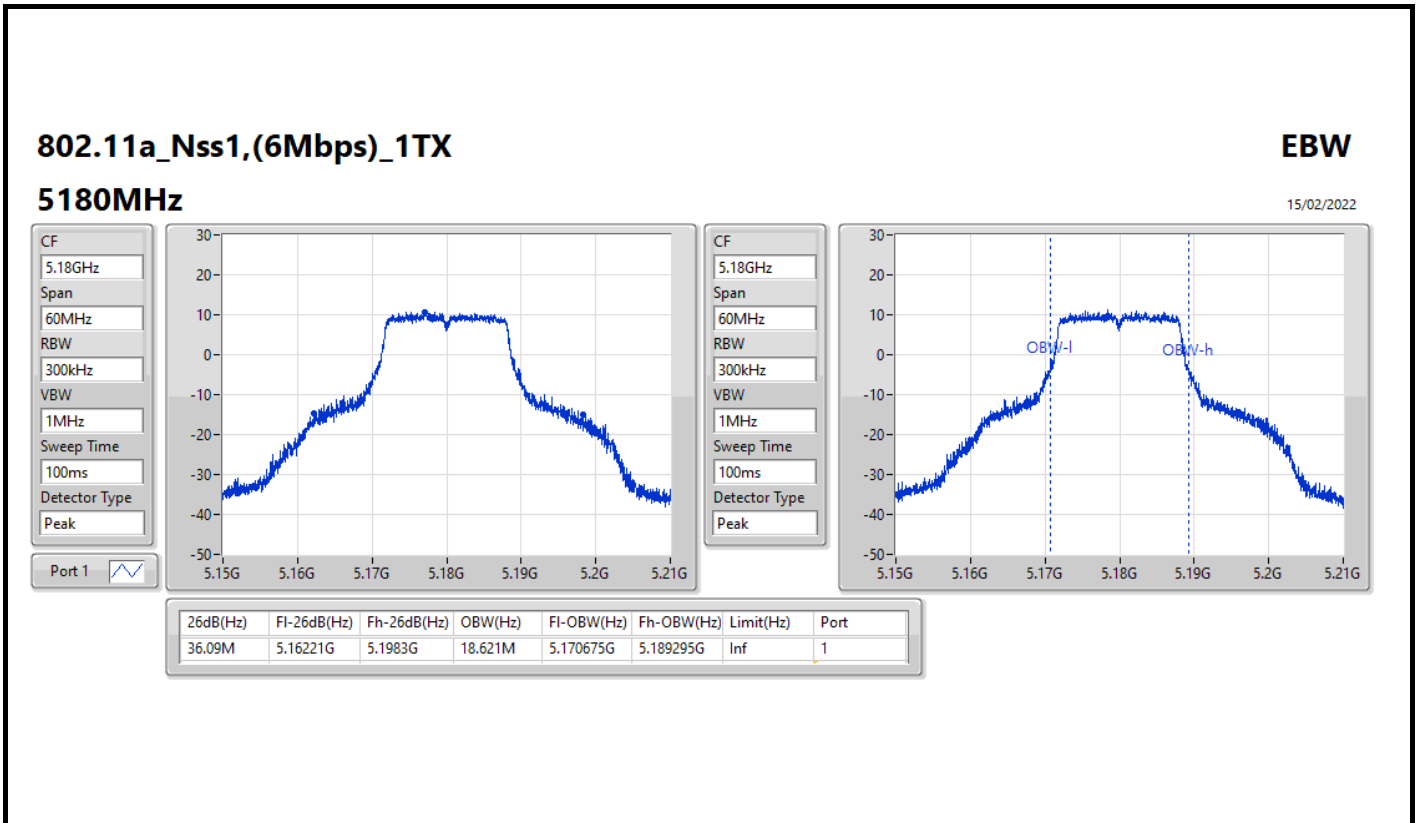 802.11a_Nss1,(6Mbps)_1TX EBW
5180MHz 15/02/2022
CF
5.18GHz
Span
60MHz
RBW
300kHz
VBW
1MHz
Sweep Time
100ms
Detector Type
Peak
Port 1
30
20
10
0
-10
-20
-30
-40
-50
5.15G 5.16G 5.17G 5.18G 5.19G 5.2G 5.21G
CF
5.18GHz
Span
60MHz
RBW
300kHz
VBW
1MHz
Sweep Time
100ms
Detector Type
Peak
30
20
10
0
-10
-20
-30
-40
-50
OBW-l OBW-h
5.15G 5.16G 5.17G 5.18G 5.19G 5.2G 5.21G
26dB(Hz) Fl-26dB(Hz) Fh-26dB(Hz) OBW(Hz) Fl-OBW(Hz) Fh-OBW(Hz) Limit(Hz) Port
36.09M 5.16221G 5.1983G 18.621M 5.170675G 5.189295G Inf 1